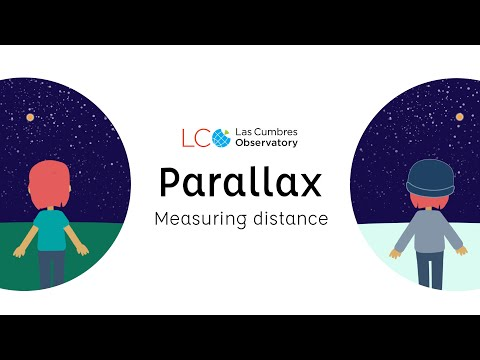 LCO
Las Cumbres
Observatory
Parallax
Measuring distance